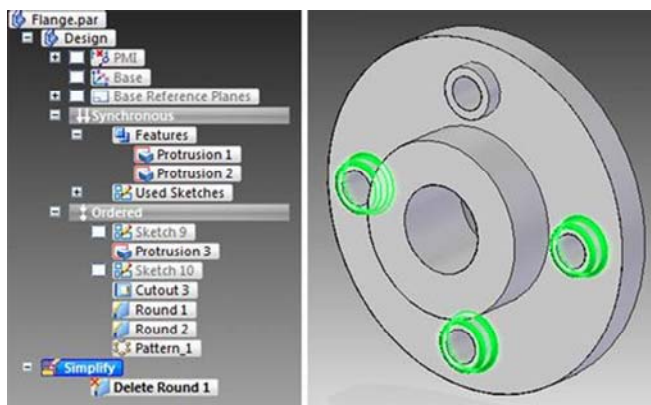 Flange.par
Design
PMI
Base
Base Reference Planes
Synchronous
Features
Protrusion 1
Protrusion 2
Used Sketches
Ordered
Sketch 9
Protrusion 3
Sketch 10
Cutout 3
Round 1
Round 2
Pattern_1
Simplify
Delete Round 1